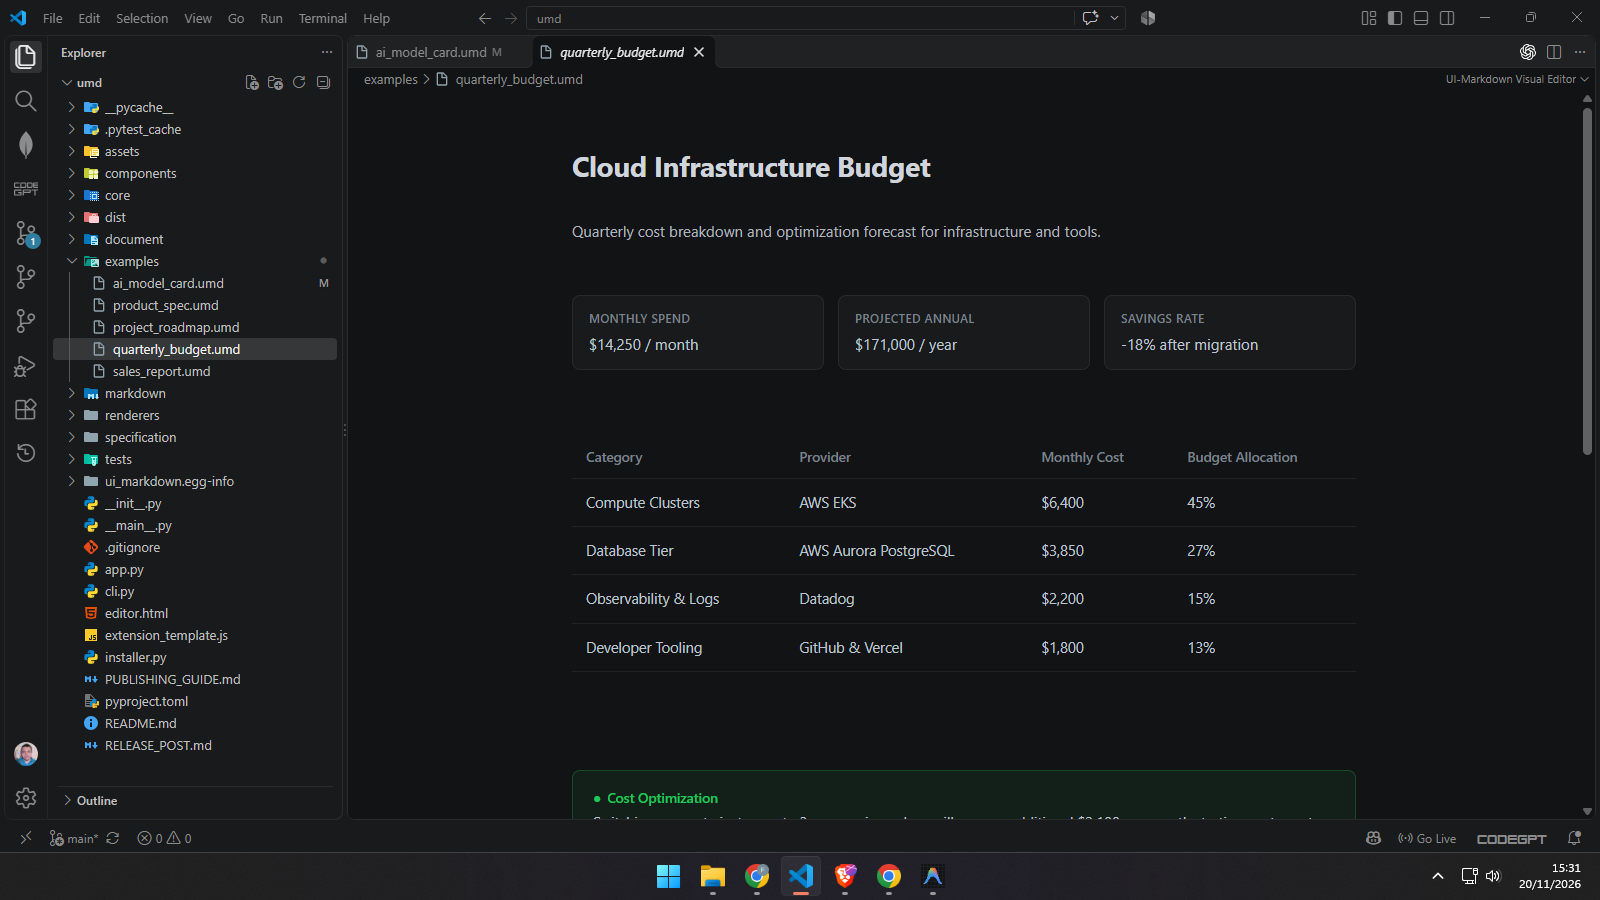 File Edit Selection View Go Run Terminal Help
umd
Explorer
umd
__pycache__
.pytest_cache
assets
components
core
dist
document
examples
ai_model_card.umd M
product_spec.umd
project_roadmap.umd
quarterly_budget.umd
sales_report.umd
markdown
renderers
specification
tests
ui_markdown.egg-info
__init__.py
__main__.py
.gitignore
app.py
cli.py
editor.html
extension_template.js
installer.py
PUBLISHING_GUIDE.md
pyproject.toml
README.md
RELEASE_POST.md
Outline
CODE
GPT
1
ai_model_card.umd M
quarterly_budget.umd
examples > quarterly_budget.umd
UI-Markdown Visual Editor
Cloud Infrastructure Budget
Quarterly cost breakdown and optimization forecast for infrastructure and tools.
MONTHLY SPEND
$14,250 / month
PROJECTED ANNUAL
$171,000 / year
SAVINGS RATE
-18% after migration
Category Provider Monthly Cost Budget Allocation
Compute Clusters AWS EKS $6,400 45%
Database Tier AWS Aurora PostgreSQL $3,850 27%
Observability & Logs Datadog $2,200 15%
Developer Tooling GitHub & Vercel $1,800 13%
● Cost Optimization
main* 0 0
Go Live CODEGPT
15:31
20/11/2026